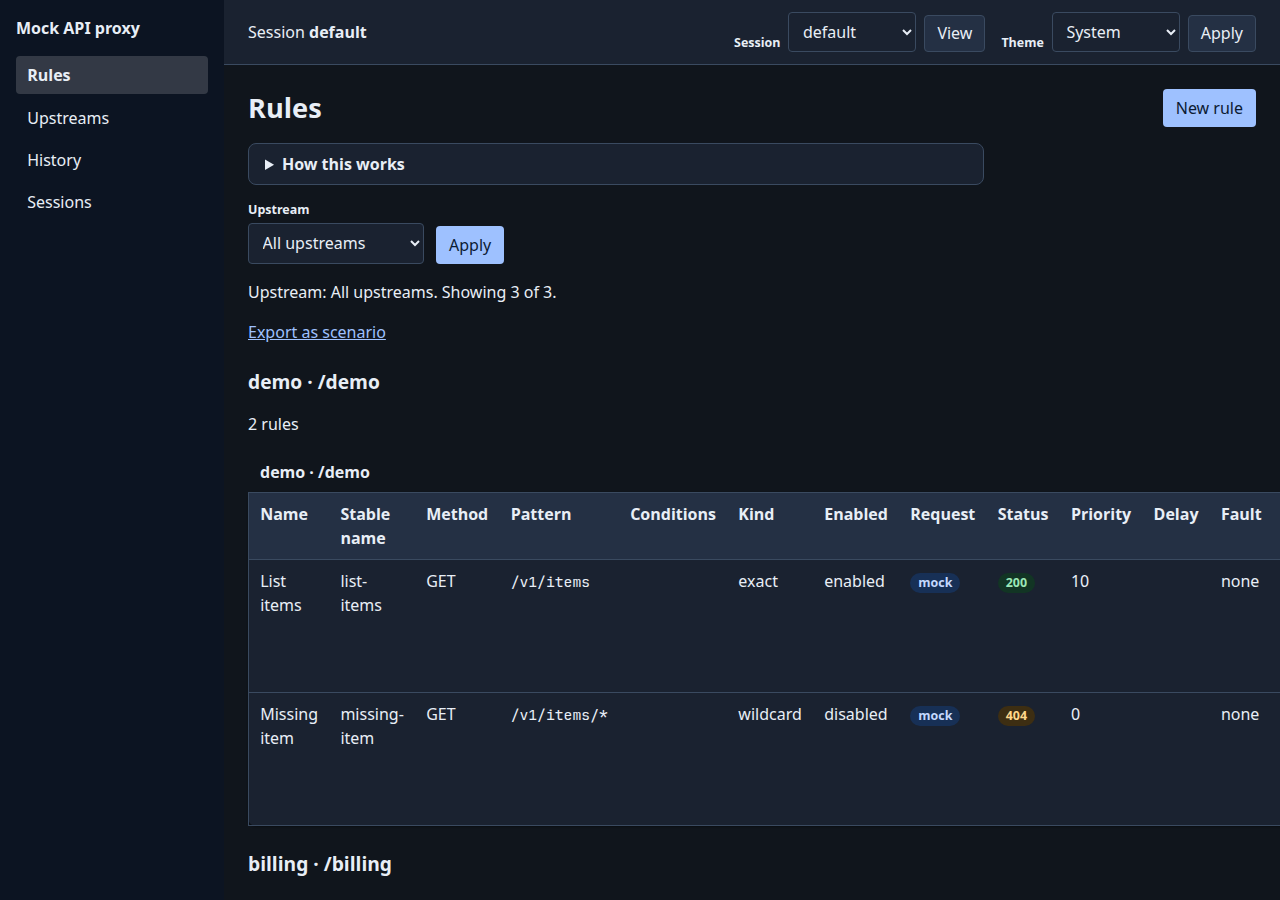 Mock API proxy
Rules
Upstreams
History
Sessions
Session default
Session default View Theme System Apply
Rules
New rule
How this works
Upstream
All upstreams Apply
Upstream: All upstreams. Showing 3 of 3.
Export as scenario
demo · /demo
2 rules
demo · /demo
Name Stable name Method Pattern Conditions Kind Enabled Request Status Priority Delay Fault
List items list-items GET /v1/items exact enabled mock 200 10 none
Missing item missing-item GET /v1/items/* wildcard disabled mock 404 0 none
billing · /billing